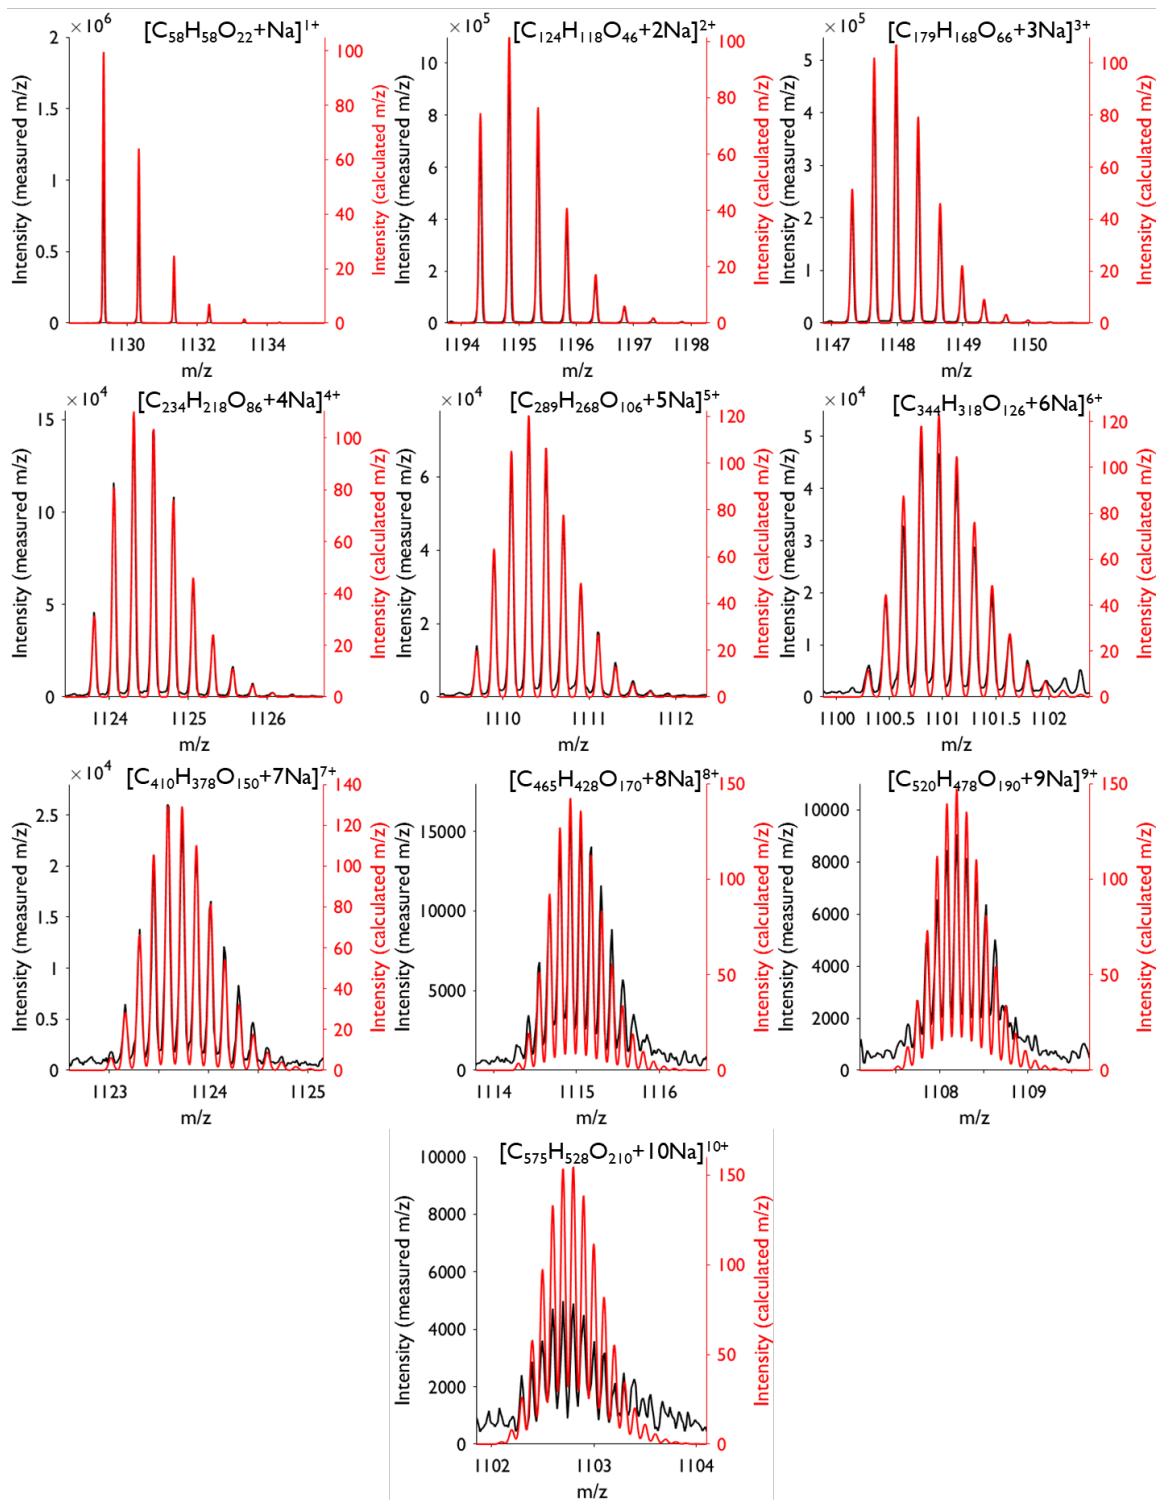 [C58H58O22+Na]1+
×10^6
2
1.5
1
0.5
0
100
80
60
40
20
0
1130 1132 1134
m/z
Intensity (measured m/z)
Intensity (calculated m/z)
[C124H118O46+2Na]2+
×10^5
10
8
6
4
2
0
100
80
60
40
20
0
1194 1195 1196 1197 1198
m/z
Intensity (measured m/z)
Intensity (calculated m/z)
[C179H168O66+3Na]3+
×10^5
5
4
3
2
1
0
100
80
60
40
20
0
1147 1148 1149 1150
m/z
Intensity (measured m/z)
Intensity (calculated m/z)
[C234H218O86+4Na]4+
×10^4
15
10
5
0
100
80
60
40
20
0
1124 1125 1126
m/z
Intensity (measured m/z)
Intensity (calculated m/z)
[C289H268O106+5Na]5+
×10^4
6
4
2
0
120
100
80
60
40
20
0
1110 1111 1112
m/z
Intensity (measured m/z)
Intensity (calculated m/z)
[C344H318O126+6Na]6+
×10^4
5
4
3
2
1
0
120
100
80
60
40
20
0
1100 1100.5 1101 1101.5 1102
m/z
Intensity (measured m/z)
Intensity (calculated m/z)
[C410H378O150+7Na]7+
×10^4
2.5
2
1.5
1
0.5
0
140
120
100
80
60
40
20
0
1123 1124 1125
m/z
Intensity (measured m/z)
Intensity (calculated m/z)
[C465H428O170+8Na]8+
15000
10000
5000
0
150
100
50
0
1114 1115 1116
m/z
Intensity (measured m/z)
Intensity (calculated m/z)
[C520H478O190+9Na]9+
10000
8000
6000
4000
2000
0
150
100
50
0
1108 1109
m/z
Intensity (measured m/z)
Intensity (calculated m/z)
[C575H528O210+10Na]10+
10000
8000
6000
4000
2000
0
150
100
50
0
1102 1103 1104
m/z
Intensity (measured m/z)
Intensity (calculated m/z)